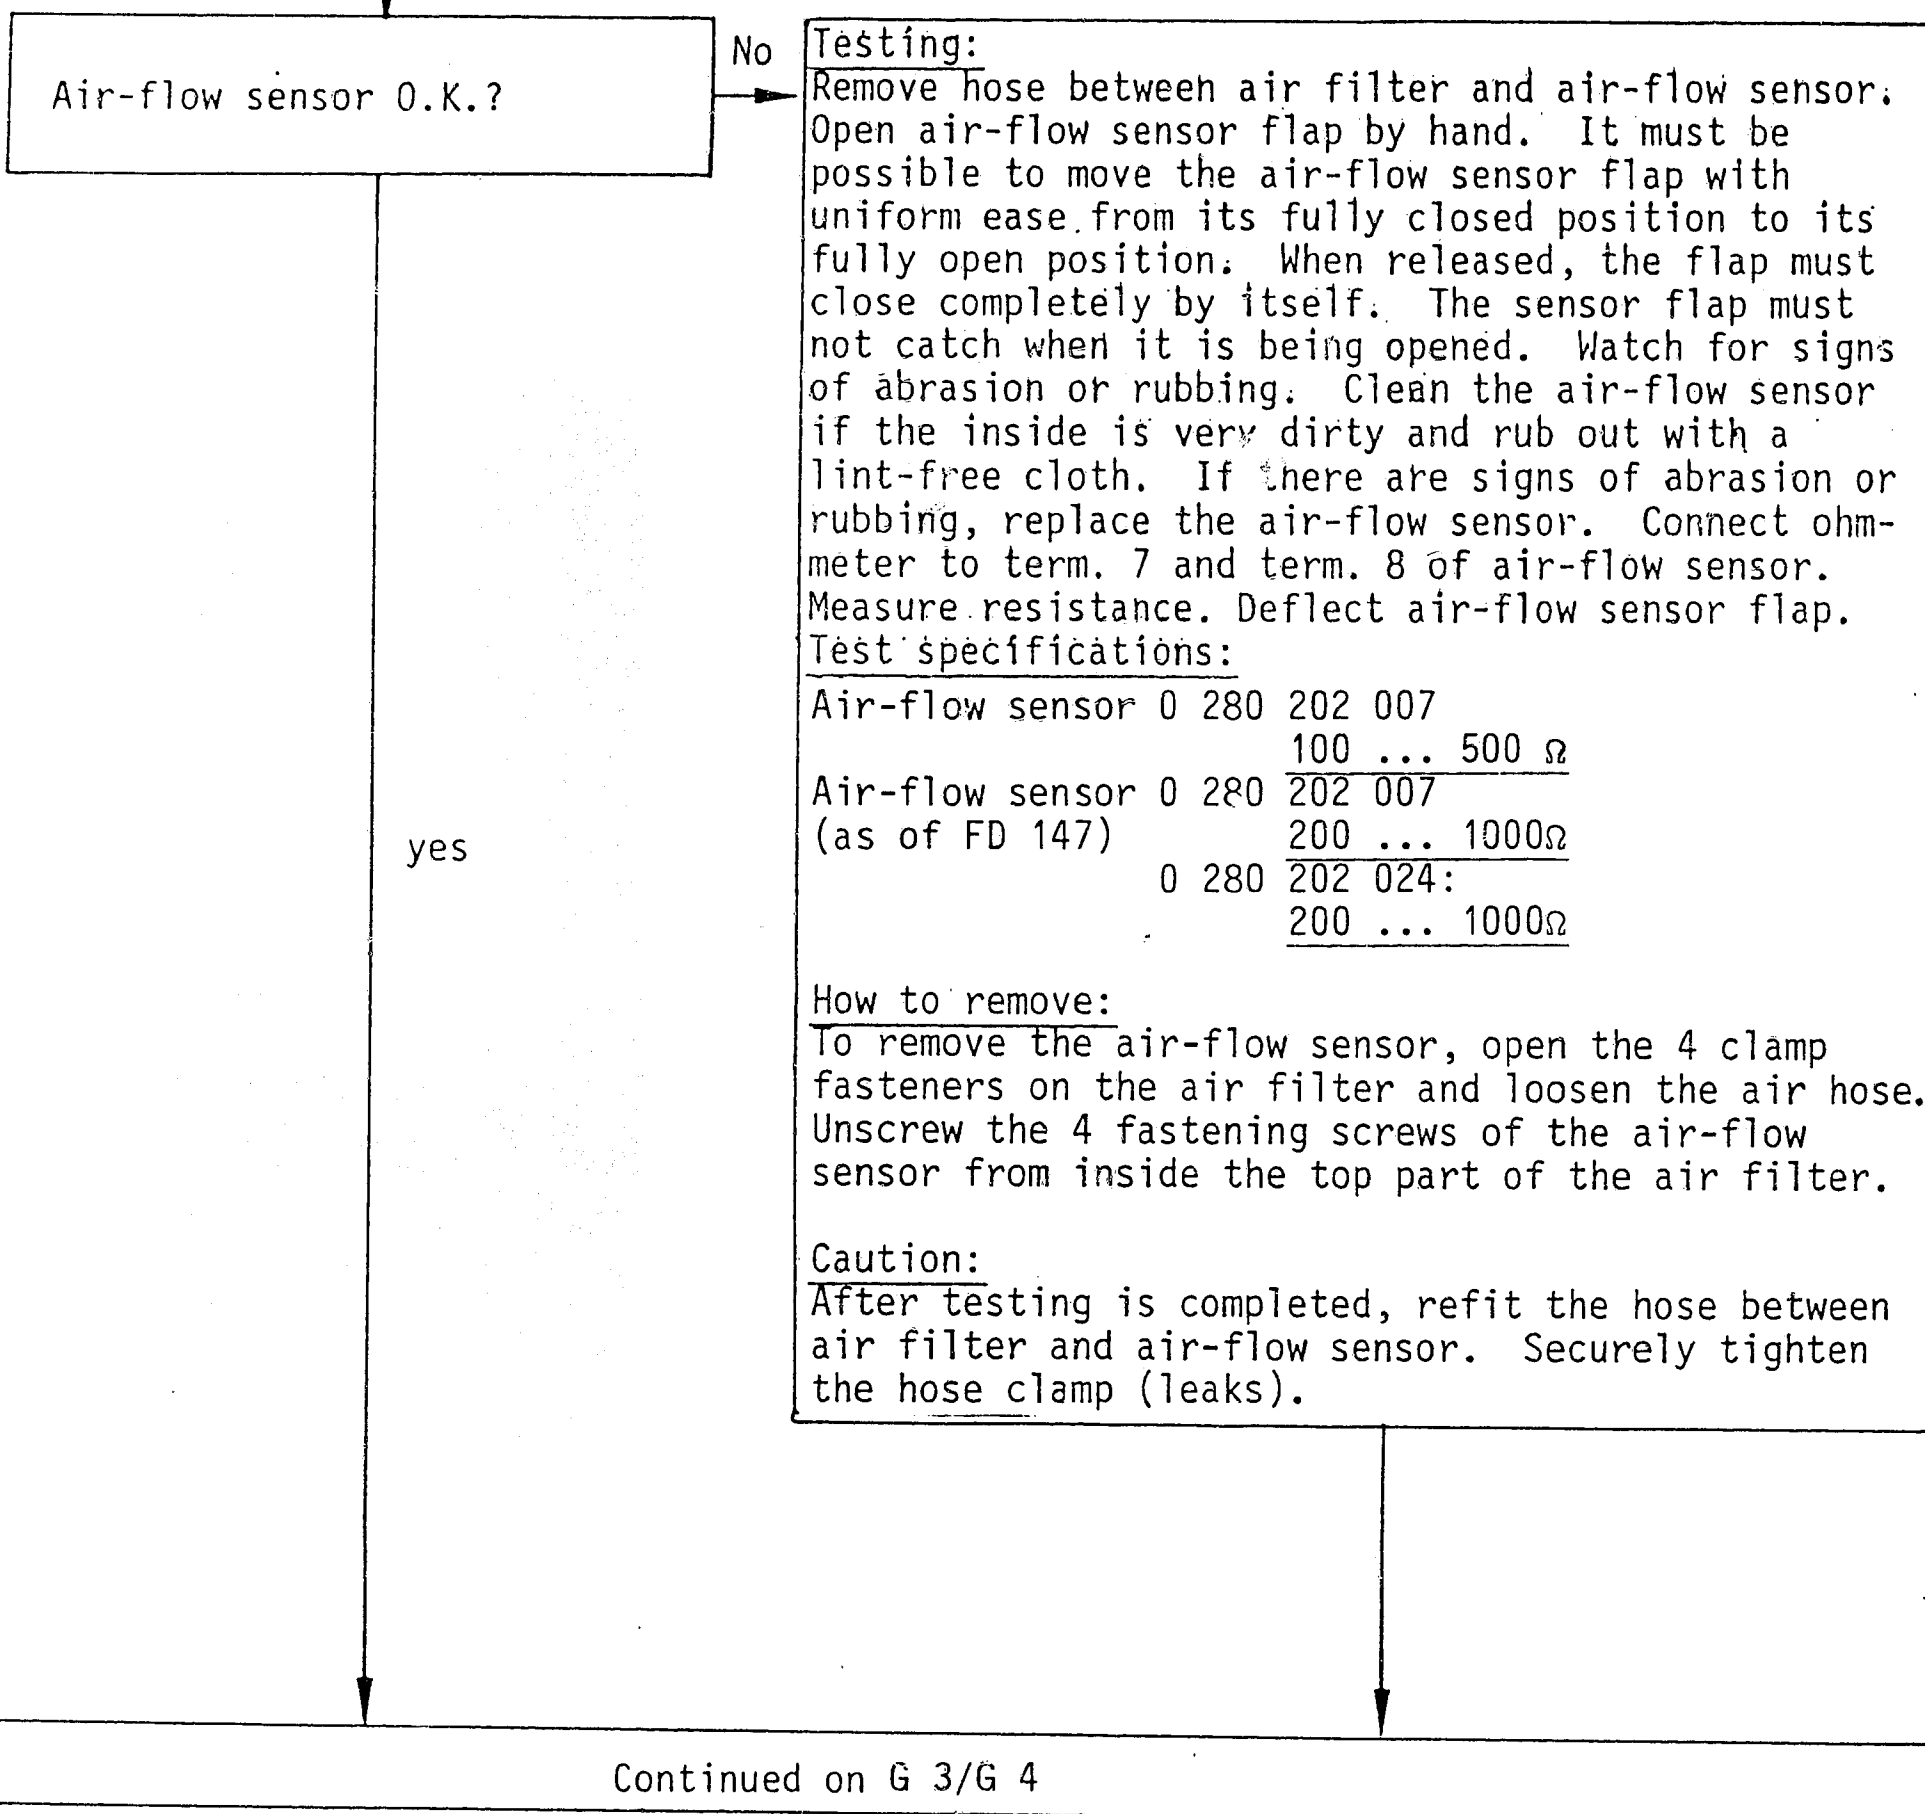 Air-flow sensor O.K.?
No
Testing:
Remove hose between air filter and air-flow sensor.
Open air-flow sensor flap by hand. It must be
possible to move the air-flow sensor flap with
uniform ease from its fully closed position to its
fully open position. When released, the flap must
close completely by itself. The sensor flap must
not catch when it is being opened. Watch for signs
of abrasion or rubbing. Clean the air-flow sensor
if the inside is very dirty and rub out with a
lint-free cloth. If there are signs of abrasion or
rubbing, replace the air-flow sensor. Connect ohm-
meter to term. 7 and term. 8 of air-flow sensor.
Measure resistance. Deflect air-flow sensor flap.
Test specifications:
Air-flow sensor 0 280 202 007
100 ... 500 Ω
Air-flow sensor 0 280 202 007
(as of FD 147) 200 ... 1000Ω
0 280 202 024:
200 ... 1000Ω
yes
How to remove:
To remove the air-flow sensor, open the 4 clamp
fasteners on the air filter and loosen the air hose.
Unscrew the 4 fastening screws of the air-flow
sensor from inside the top part of the air filter.
Caution:
After testing is completed, refit the hose between
air filter and air-flow sensor. Securely tighten
the hose clamp (leaks).
Continued on G 3/G 4